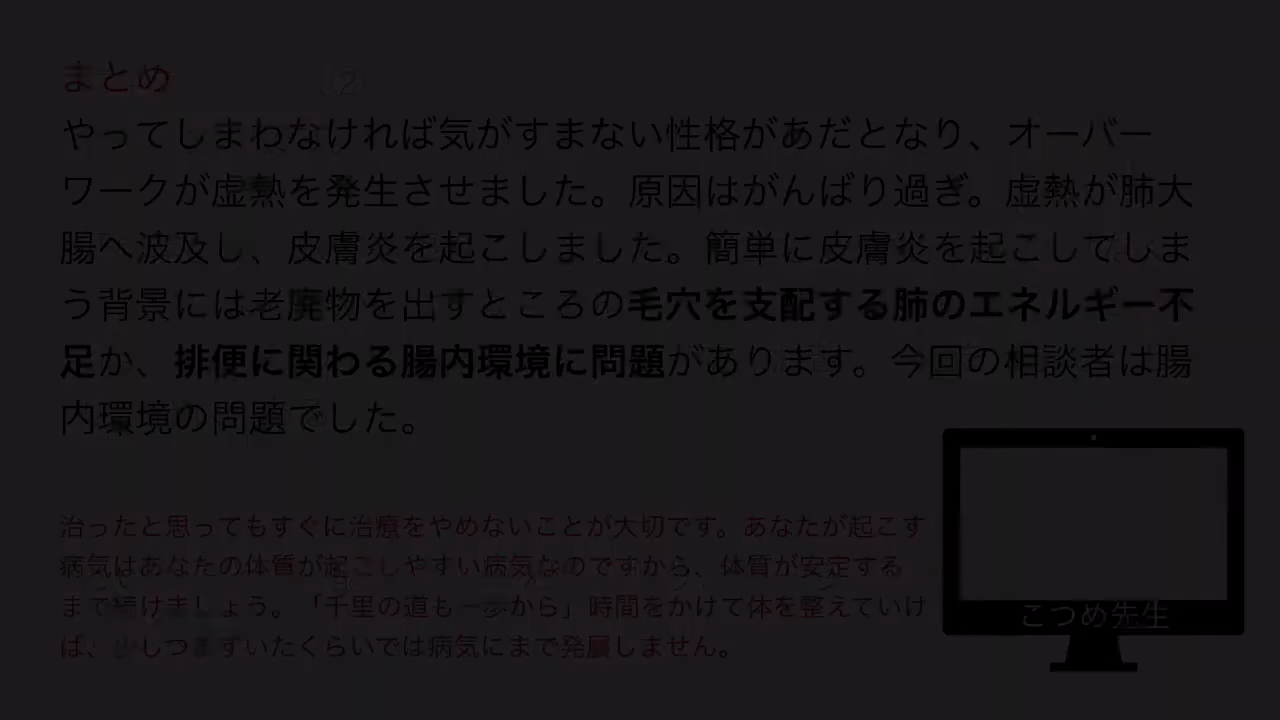 まとめ
(2)
やってしまわなければ気がすまない性格があだとなり、オーバー
ワークが虚熱を発生させました。原因はがんばり過ぎ。虚熱が肺大
腸へ波及し、皮膚炎を起こしました。簡単に皮膚炎を起こしてしま
う背景には老廃物を出すところの毛穴を支配する肺のエネルギー不
足か、排便に関わる腸内環境に問題があります。今回の相談者は腸
内環境の問題でした。
治ったと思ってもすぐに治療をやめないことが大切です。あなたが起こす
病気はあなたの体質が起こしやすい病気なのですから、体質が安定する
まで続けましょう。「千里の道も一歩から」時間をかけて体を整えていけ
ば、少しつまずいたくらいでは病気にまで発展しません。
こつめ先生